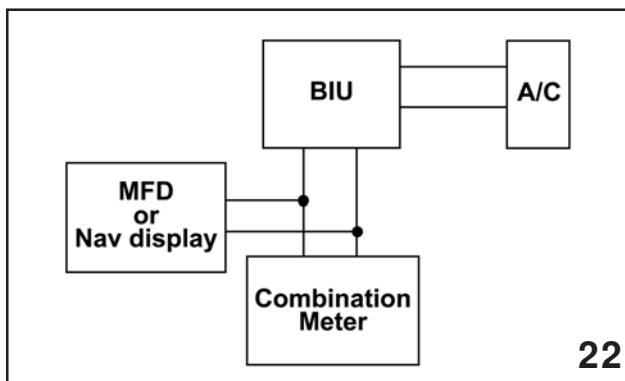 BIU
A/C
MFD
or
Nav display
Combination
Meter
22